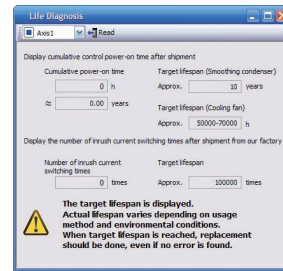 Life Diagnosis
Axis1 Read
Display cumulative control power-on time after shipment
Cumulative power-on time Target lifespan (Smoothing condenser)
0 h Approx. 10 years
≈ 0.00 years Target lifespan (Cooling fan)
Approx. 50000-70000 h
Display the number of inrush current switching times after shipment from our factory
Number of inrush current Target lifespan
switching times
0 times Approx. 100000 times
The target lifespan is displayed.
Actual lifespan varies depending on usage
method and environmental conditions.
When target lifespan is reached, replacement
should be done, even if no error is found.